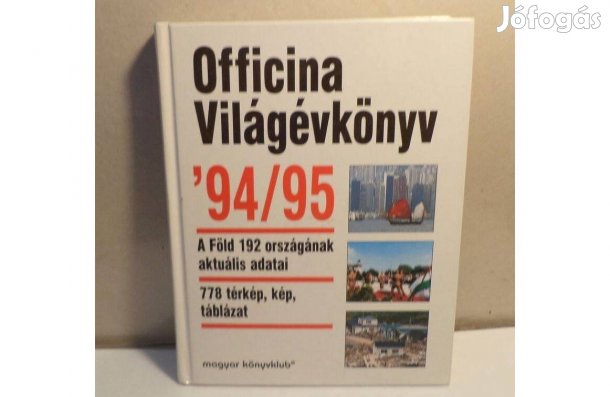 Jófogás
Officina
Világévkönyv
'94/95
A Föld 192 országának
aktuális adatai
778 térkép, kép,
táblázat
magyar könyvklub